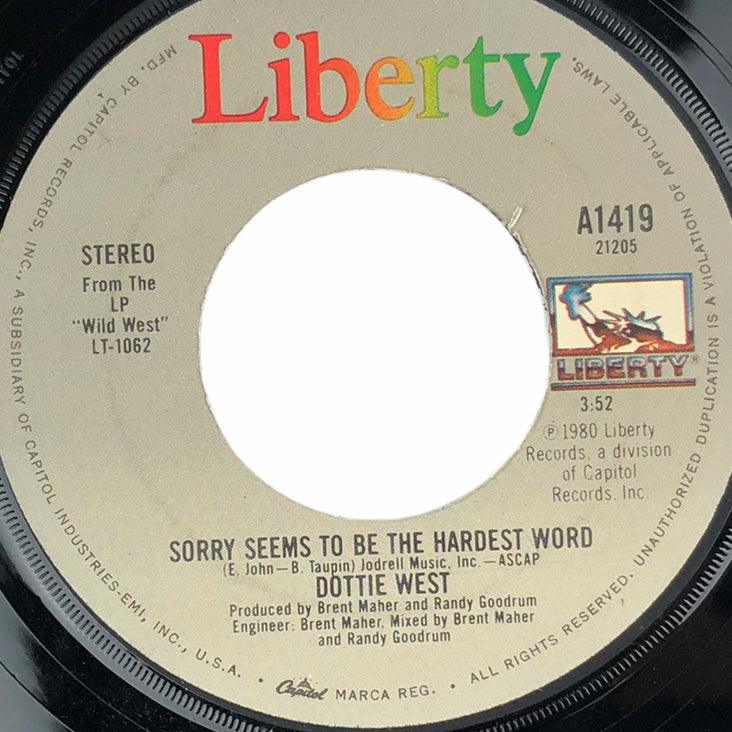 Liberty
A1419
21205
STEREO
From The
LP
"Wild West"
LT-1062
LIBERTY®
3:52
℗ 1980 Liberty
Records, a division
of Capitol
Records, Inc.
SORRY SEEMS TO BE THE HARDEST WORD
(E. John—B. Taupin) Jodrell Music, Inc.—ASCAP
DOTTIE WEST
Produced by Brent Maher and Randy Goodrum
Engineer: Brent Maher, Mixed by Brent Maher
and Randy Goodrum
MFD. BY CAPITOL RECORDS, INC., A SUBSIDIARY OF CAPITOL INDUSTRIES-EMI, INC., U.S.A. • Capitol MARCA REG. • ALL RIGHTS RESERVED. UNAUTHORIZED DUPLICATION IS A VIOLATION OF APPLICABLE LAWS.